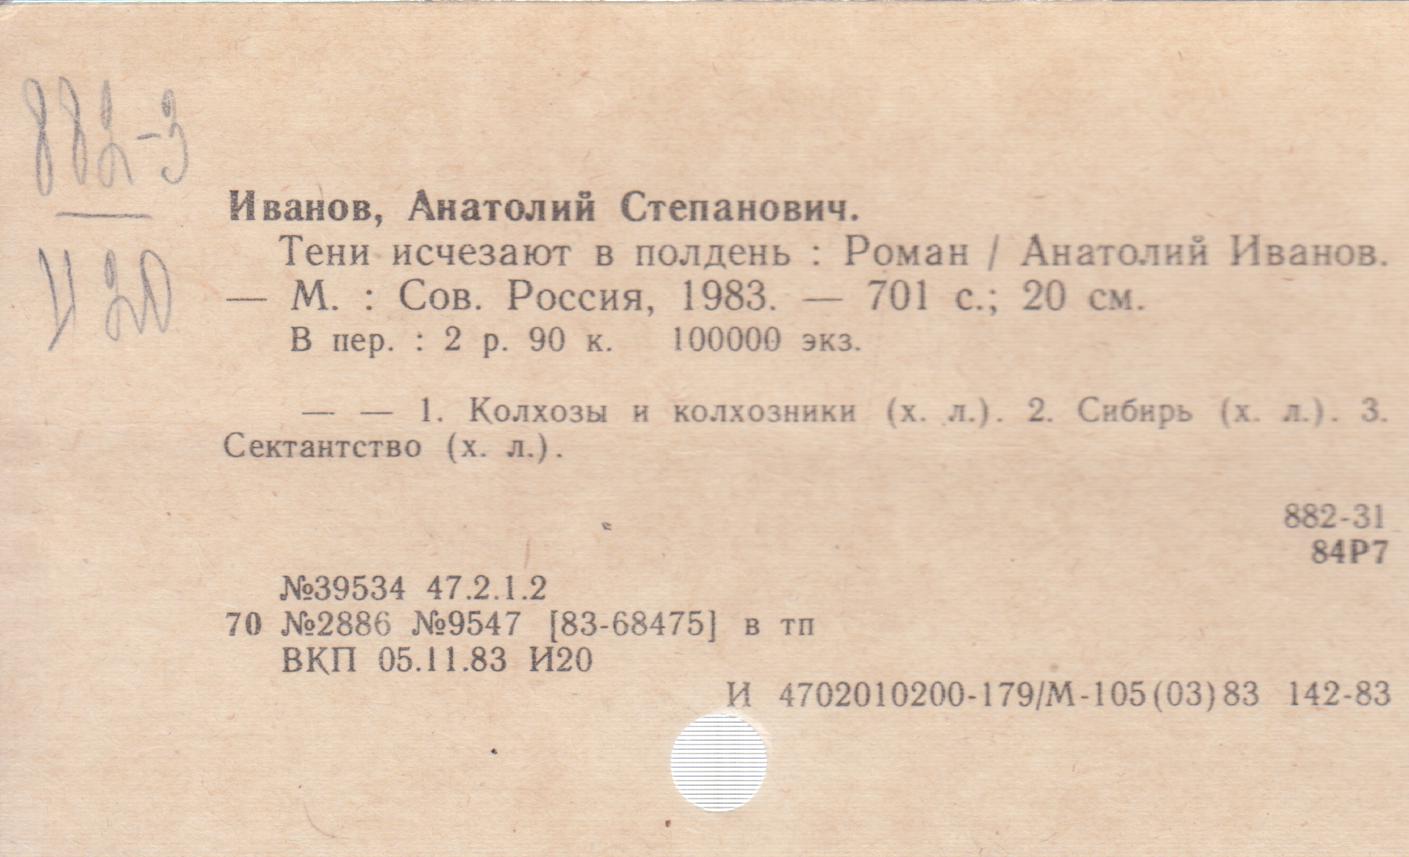 882-3
И 20
Иванов, Анатолий Степанович.
Тени исчезают в полдень : Роман / Анатолий Иванов.
— М. : Сов. Россия, 1983. — 701 с.; 20 см.
В пер. : 2 р. 90 к. 100000 экз.
— — 1. Колхозы и колхозники (х. л.). 2. Сибирь (х. л.). 3.
Сектантство (х. л.).
882-31
84Р7
№39534 47.2.1.2
70 №2886 №9547 [83-68475] в тп
ВКП 05.11.83 И20
И 4702010200-179/М-105(03)83 142-83